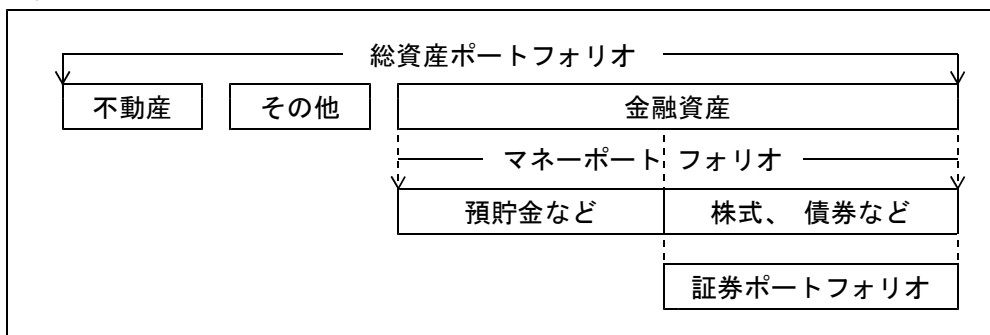 総資産ポートフォリオ
不動産 その他 金融資産
マネーポートフォリオ
預貯金など 株式、債券など
証券ポートフォリオ